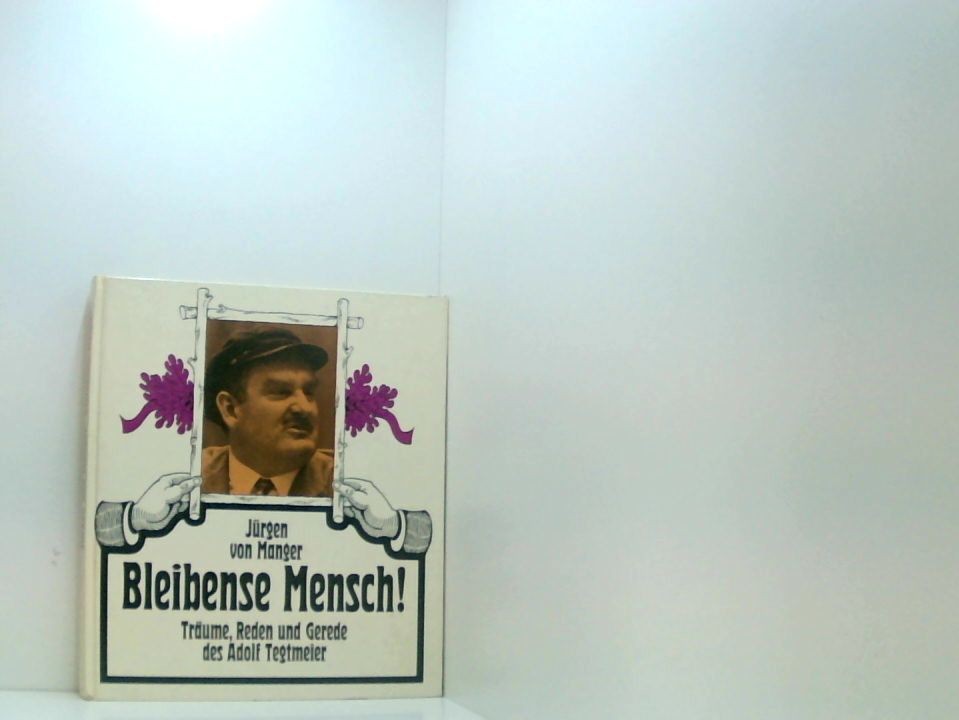 Jürgen
von Manger
Bleibense Mensch!
Träume, Reden und Gerede
des Adolf Tegtmeier